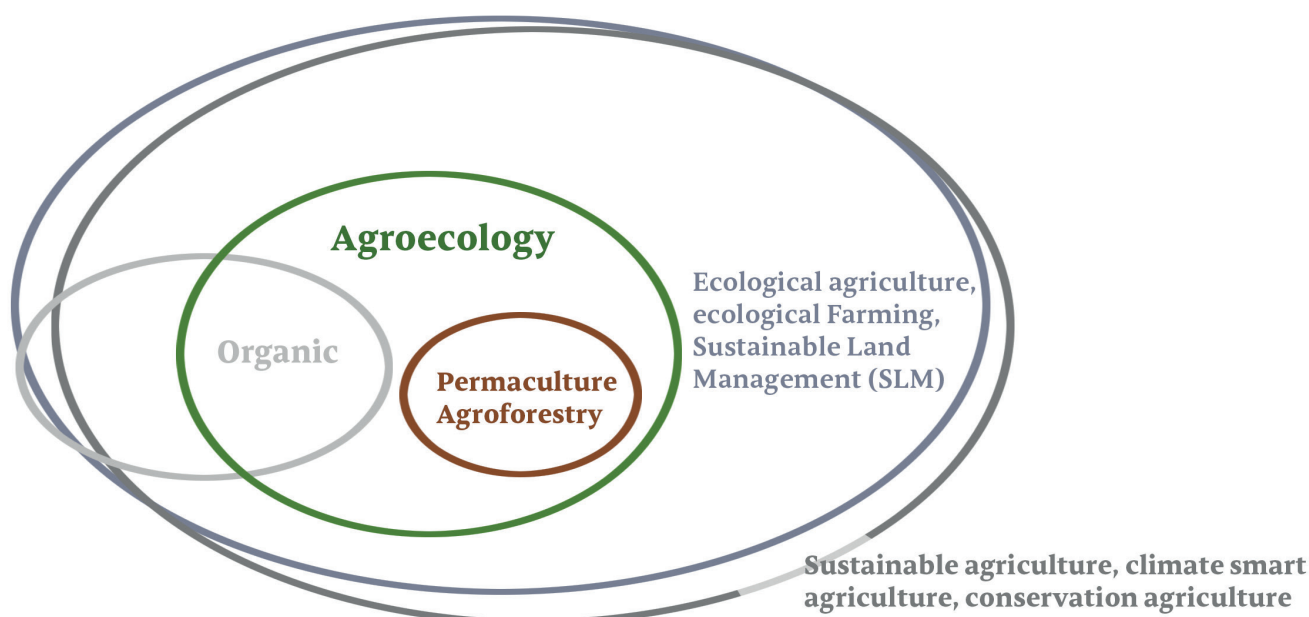 Agroecology
Organic
Permaculture
Agroforestry
Ecological agriculture,
ecological Farming,
Sustainable Land
Management (SLM)
Sustainable agriculture, climate smart
agriculture, conservation agriculture